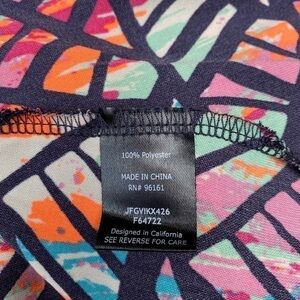 100% Polyester
MADE IN CHINA
RN# 96161
JFGVIKX426
F64722
Designed in California
SEE REVERSE FOR CARE